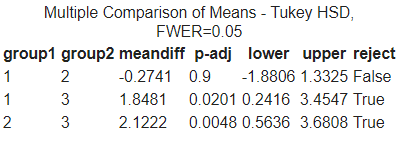 Multiple Comparison of Means - Tukey HSD,
FWER=0.05
group1 group2 meandiff p-adj lower upper reject
1 2 -0.2741 0.9 -1.8806 1.3325 False
1 3 1.8481 0.0201 0.2416 3.4547 True
2 3 2.1222 0.0048 0.5636 3.6808 True